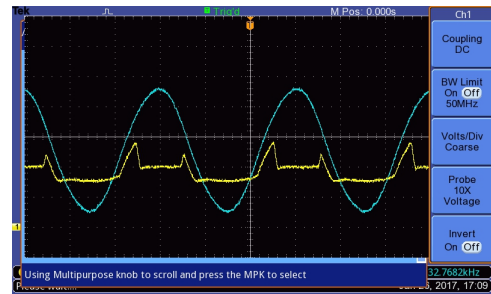 Tek Trig'd M Pos: 0.000s Ch1
Coupling
DC
BW Limit
On Off
50MHz
Volts/Div
Coarse
Probe
10X
Voltage
Invert
On Off
1
Using Multipurpose knob to scroll and press the MPK to select
32.7682kHz
2017, 17:09